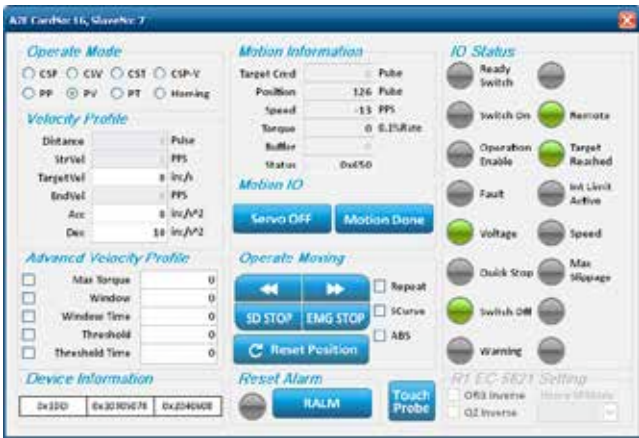 A2E CardNo: 16, SlaveNo: 7
Operate Mode
CSP CSV CST CSP-V
PP PV PT Homing
Velocity Profile
Distance Pulse
StrVel PPS
TargetVel 0 inc/s
EndVel PPS
Acc 0 inc/s^2
Dec 10 inc/s^2
Advanced Velocity Profile
Max Torque 0
Window 0
Window Time 0
Threshold 0
Threshold Time 0
Device Information
0x1DD
Motion Information
Target Cmd Pulse
Position 126 Pulse
Speed -13 PPS
Torque 0 0.1%Rate
Buffer
Status 0x650
Motion IO
Servo OFF Motion Done
Operate Moving
Repeat
SD STOP EMG STOP SCurve
ABS
Reset Position
Reset Alarm
RALM
Touch
Probe
IO Status
Ready
Switch
Switch On Remote
Operation
Enable
Target
Reached
Fault
Int Limit
Active
Voltage Speed
Quick Stop
Max
Slippage
Switch Off
Warning
R1 EC 5621 Setting
ORG Inverse
QZ Inverse